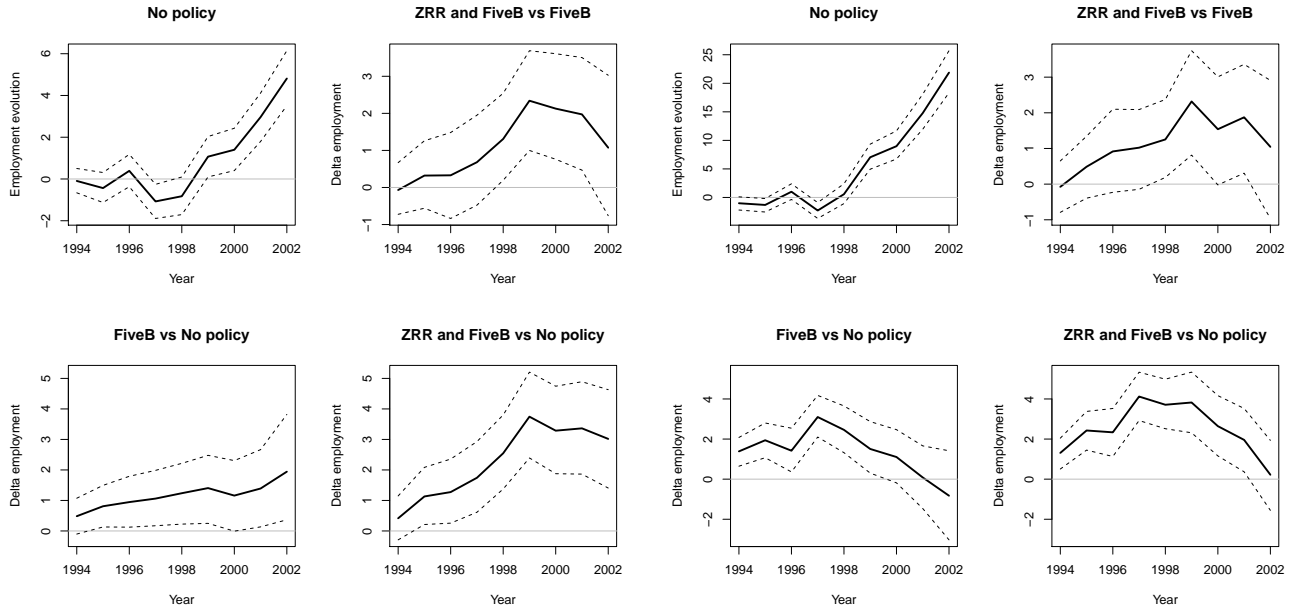 No policy
Employment evolution
6
4
2
0
−2
1994 1996 1998 2000 2002
Year
ZRR and FiveB vs FiveB
Delta employment
3
2
1
0
−1
1994 1996 1998 2000 2002
Year
No policy
Employment evolution
25
20
15
10
5
0
1994 1996 1998 2000 2002
Year
ZRR and FiveB vs FiveB
Delta employment
3
2
1
0
−1
1994 1996 1998 2000 2002
Year
FiveB vs No policy
Delta employment
5
4
3
2
1
0
1994 1996 1998 2000 2002
Year
ZRR and FiveB vs No policy
Delta employment
5
4
3
2
1
0
1994 1996 1998 2000 2002
Year
FiveB vs No policy
Delta employment
4
2
0
−2
1994 1996 1998 2000 2002
Year
ZRR and FiveB vs No policy
Delta employment
4
2
0
−2
1994 1996 1998 2000 2002
Year